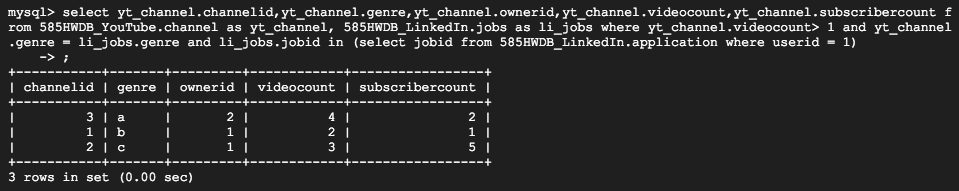 mysql> select yt_channel.channelid,yt_channel.genre,yt_channel.ownerid,yt_channel.videocount,yt_channel.subscribercount f
rom 585HWDB_YouTube.channel as yt_channel, 585HWDB_LinkedIn.jobs as li_jobs where yt_channel.videocount> 1 and yt_channel
.genre = li_jobs.genre and li_jobs.jobid in (select jobid from 585HWDB_LinkedIn.application where userid = 1)
    -> ;
+-----------+-------+---------+------------+-----------------+
| channelid | genre | ownerid | videocount | subscribercount |
+-----------+-------+---------+------------+-----------------+
|         3 | a     |       2 |          4 |               2 |
|         1 | b     |       1 |          2 |               1 |
|         2 | c     |       1 |          3 |               5 |
+-----------+-------+---------+------------+-----------------+
3 rows in set (0.00 sec)